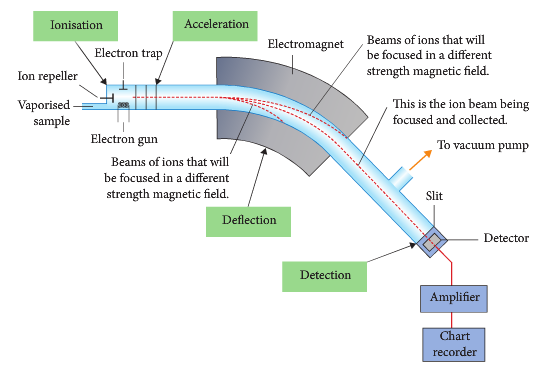 Ionisation
Acceleration
Electron trap
Electromagnet
Beams of ions that will
be focused in a different
strength magnetic field.
Ion repeller
Vaporised
sample
This is the ion beam being
focused and collected.
Electron gun
To vacuum pump
Beams of ions that will
be focused in a different
strength magnetic field.
Slit
Deflection
Detector
Detection
Amplifier
Chart
recorder